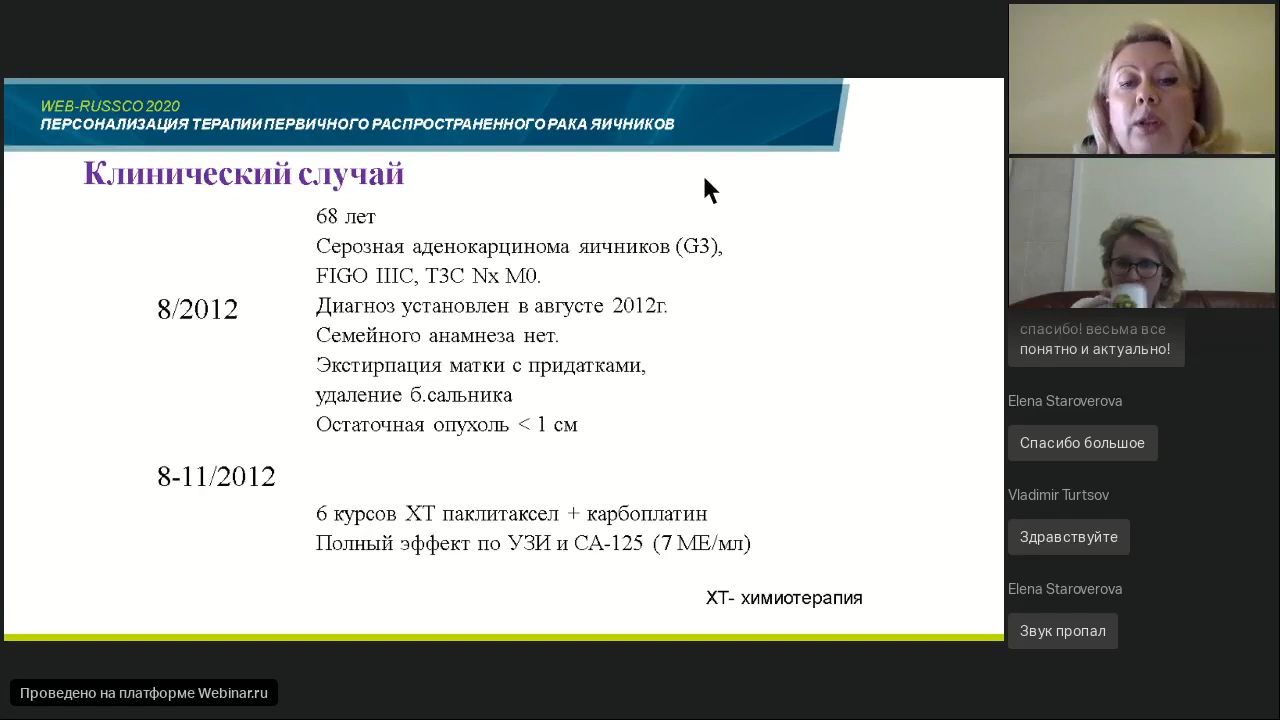 WEB-RUSSCO 2020
ПЕРСОНАЛИЗАЦИЯ ТЕРАПИИ ПЕРВИЧНОГО РАСПРОСТРАНЕННОГО РАКА ЯИЧНИКОВ
Клинический случай
68 лет
Серозная аденокарцинома яичников (G3),
FIGO IIIC, T3C Nx M0.
8/2012
Диагноз установлен в августе 2012г.
Семейного анамнеза нет.
Экстирпация матки с придатками,
удаление б.сальника
Остаточная опухоль < 1 см
8-11/2012
6 курсов ХТ паклитаксел + карбоплатин
Полный эффект по УЗИ и СА-125 (7 МЕ/мл)
ХТ- химиотерапия
спасибо! весьма все
понятно и актуально!
Elena Staroverova
Спасибо большое
Vladimir Turtsov
Здравствуйте
Elena Staroverova
Звук пропал
Проведено на платформе Webinar.ru